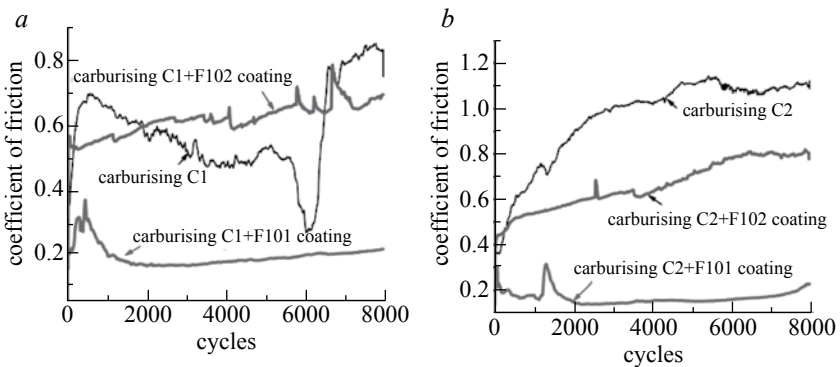 a
coefficient of friction
0.8
0.6
0.4
0.2
carburising C1+F102 coating
carburising C1
carburising C1+F101 coating
0
2000
4000
6000
8000
cycles
b
coefficient of friction
1.2
1.0
0.8
0.6
0.4
0.2
carburising C2
carburising C2+F102 coating
carburising C2+F101 coating
0
2000
4000
6000
8000
cycles